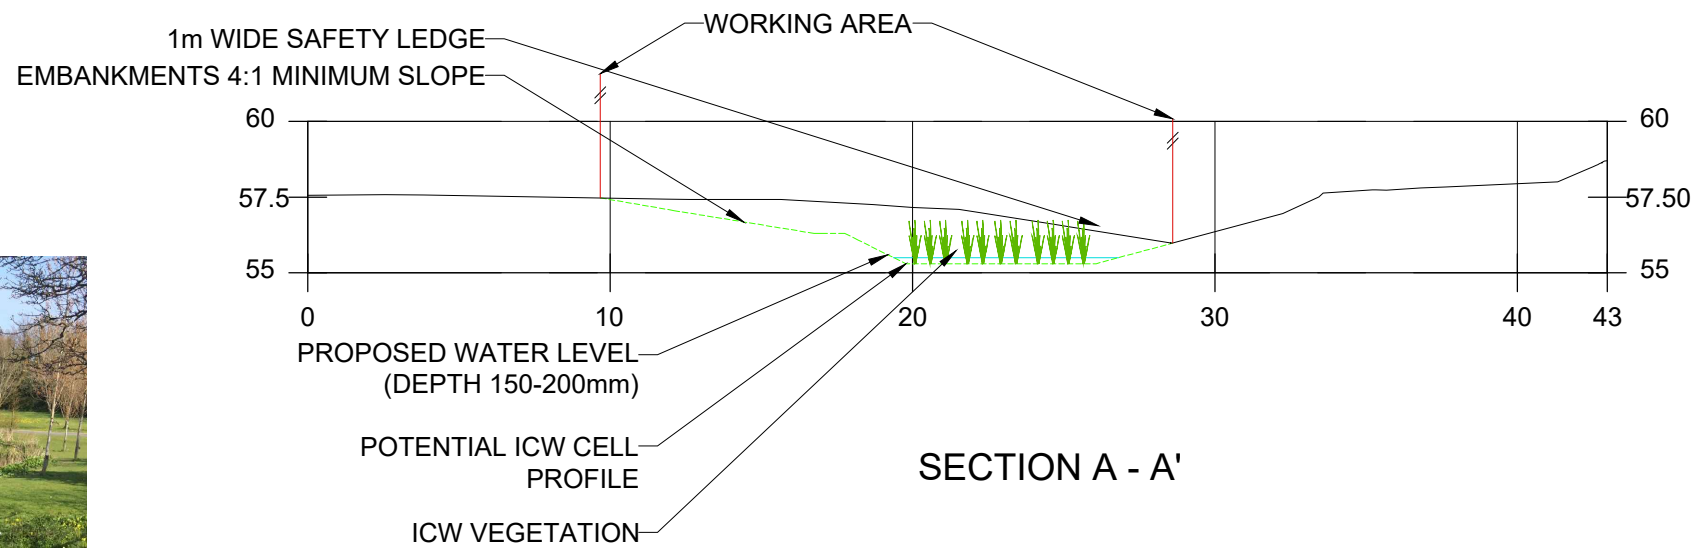 WORKING AREA
1m WIDE SAFETY LEDGE
EMBANKMENTS 4:1 MINIMUM SLOPE
60 60
57.5 57.50
55 55
0 10 20 30 40 43
PROPOSED WATER LEVEL
(DEPTH 150-200mm)
POTENTIAL ICW CELL
PROFILE
SECTION A - A'
ICW VEGETATION